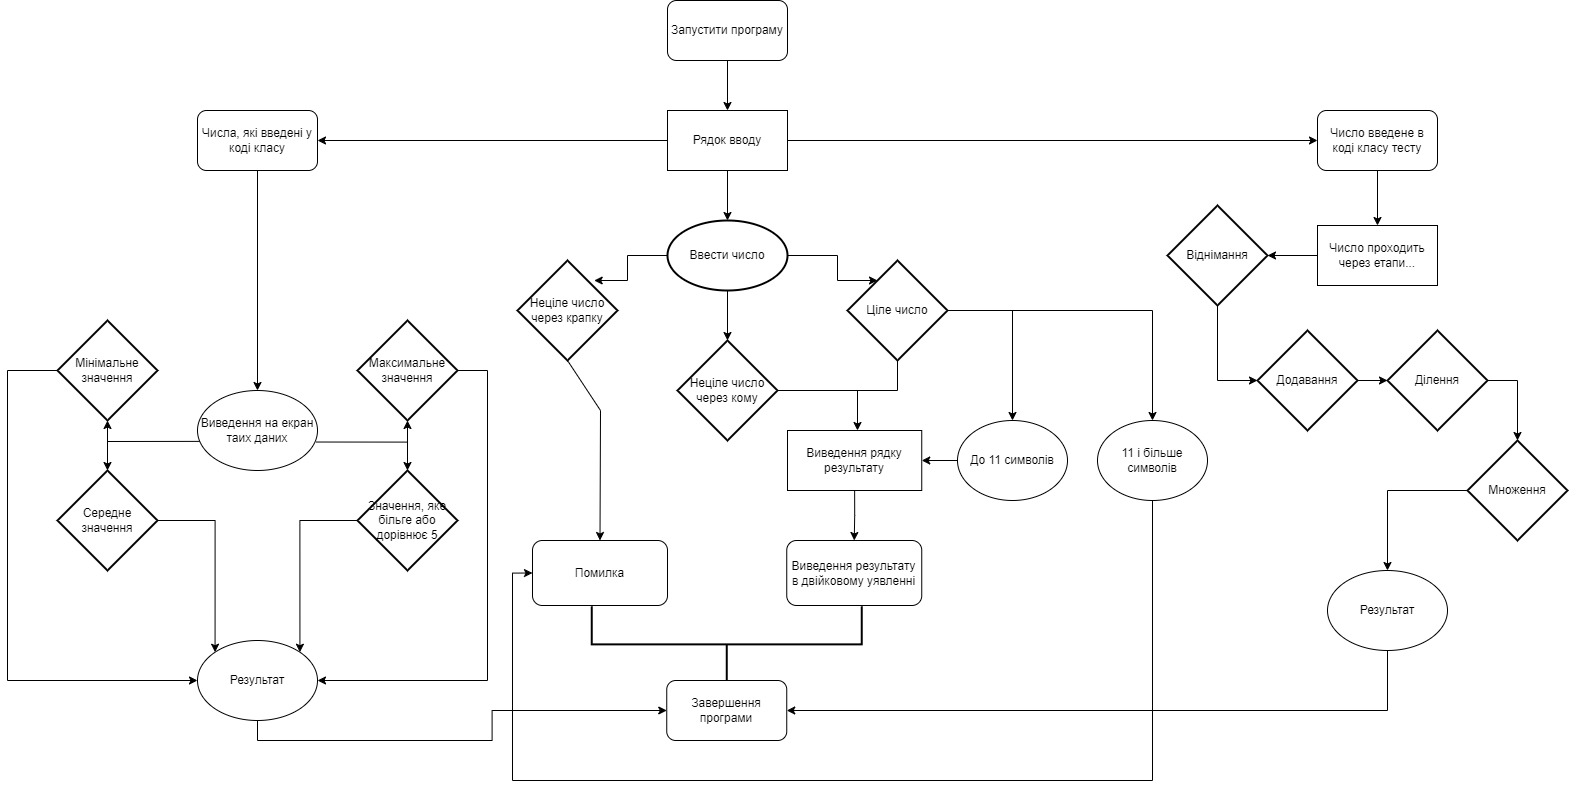 Запустити програму
Числа, які введені у
коді класу
Рядок вводу
Число введене в
коді класу тесту
Ввести число
Віднімання
Число проходить
через етапи...
Неціле число
через крапку
Ціле число
Мінімальне
значення
Максимальне
значення
Неціле число
через кому
Додавання
Ділення
Виведення на екран
таих даних
Виведення рядку
результату
До 11 символів
11 і більше
символів
Множення
Середне
значення
Значення, яке
більге або
дорівнює 5
Помилка
Виведення результату
в двійковому уявленні
Результат
Результат
Завершення
програми